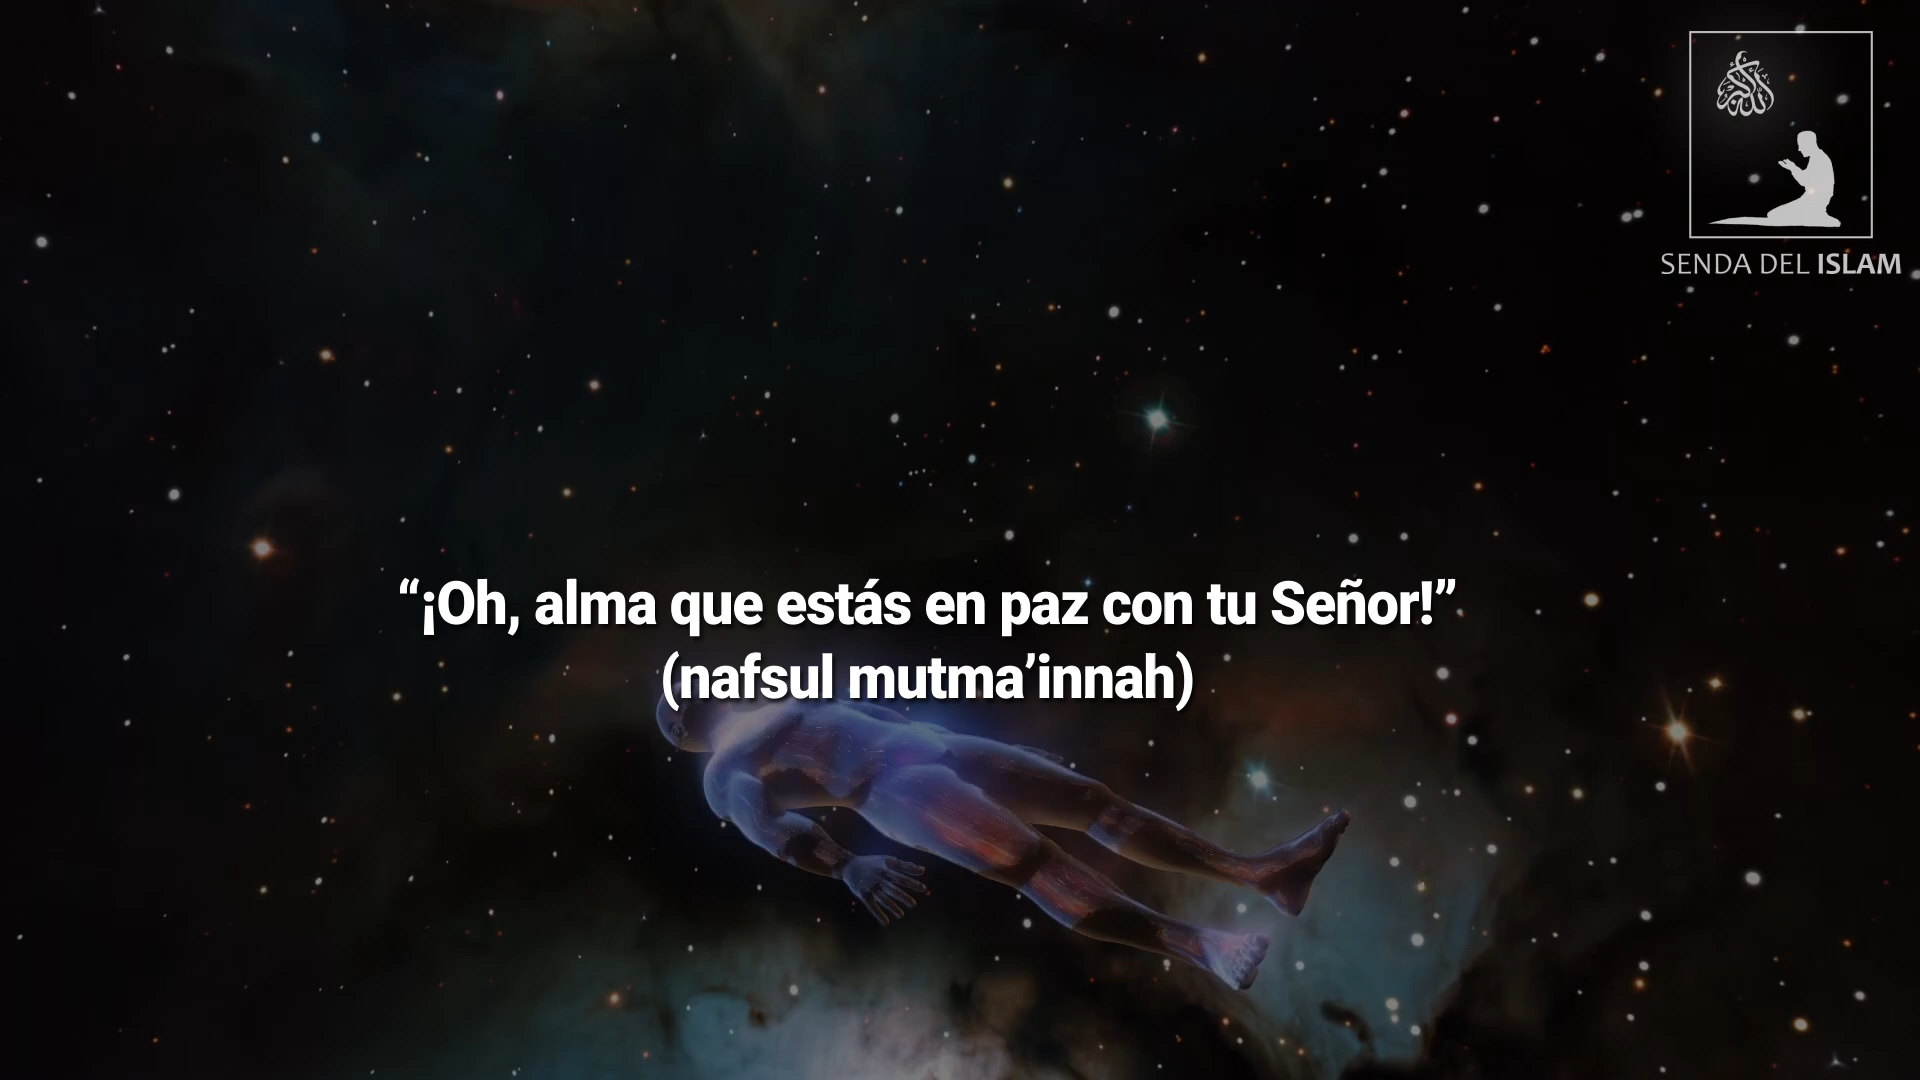 SENDA DEL ISLAM
“¡Oh, alma que estás en paz con tu Señor!”
(nafsul mutma’innah)